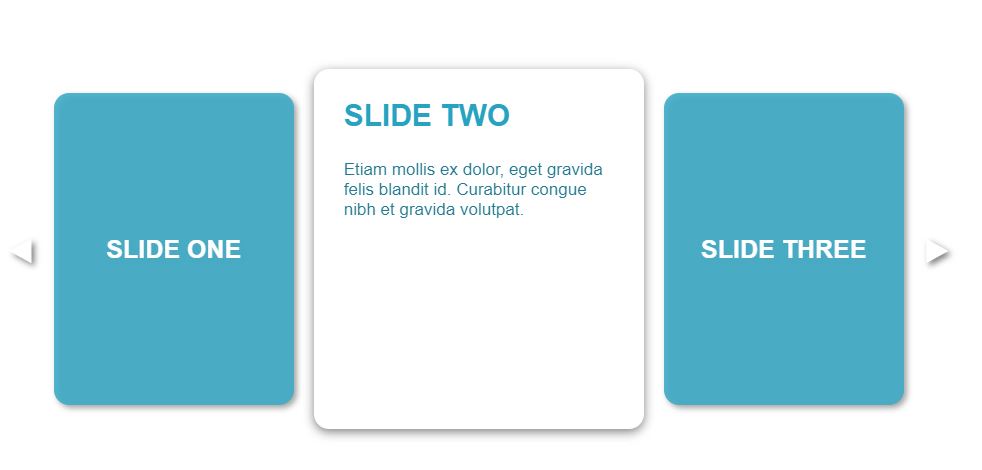 SLIDE ONE
SLIDE TWO
Etiam mollis ex dolor, eget gravida
felis blandit id. Curabitur congue
nibh et gravida volutpat.
SLIDE THREE